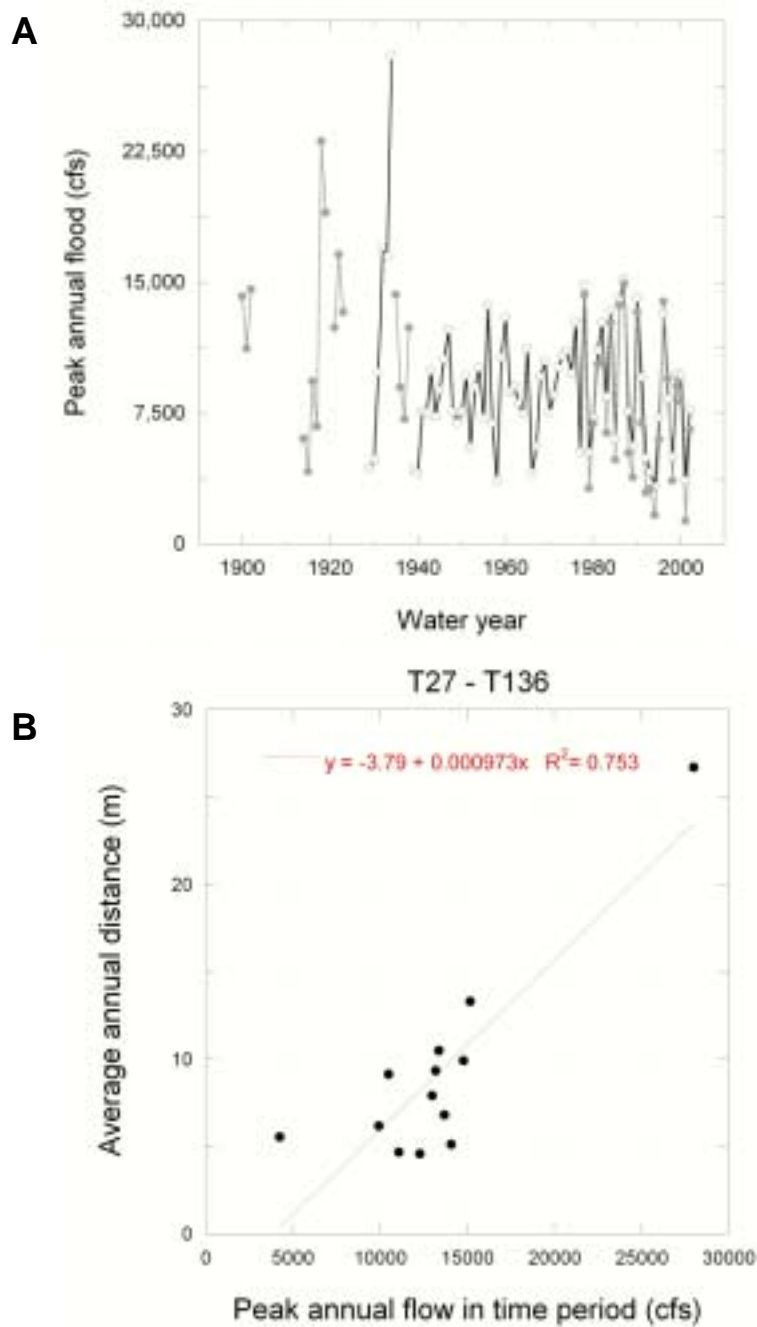 A
30,000
22,500
15,000
7,500
0
Peak annual flood (cfs)
1900 1920 1940 1960 1980 2000
Water year
B
T27 - T136
y = -3.79 + 0.000973x R²= 0.753
30
20
10
0
Average annual distance (m)
0 5000 10000 15000 20000 25000 30000
Peak annual flow in time period (cfs)